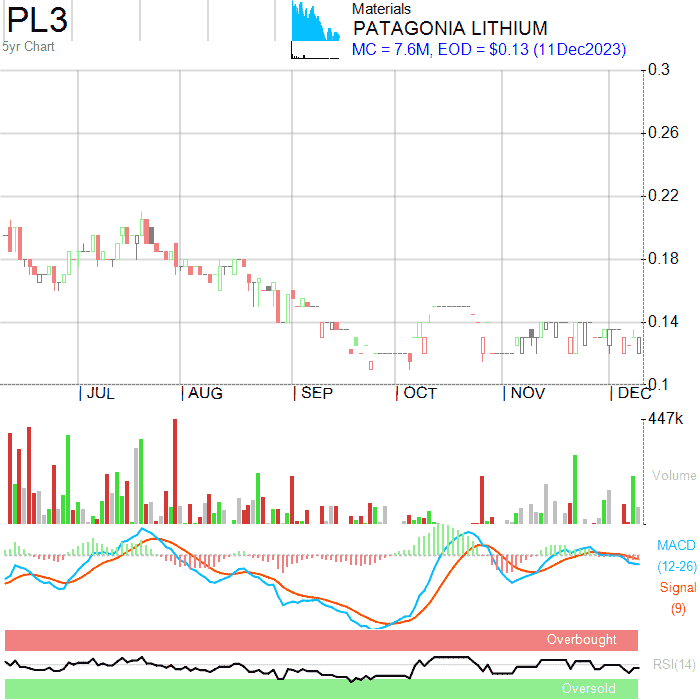 PL3
5yr Chart
Materials
PATAGONIA LITHIUM
MC = 7.6M, EOD = $0.13 (11Dec2023)
0.3
0.26
0.22
0.18
0.14
0.1
JUL
AUG
SEP
OCT
NOV
DEC
447k
Volume
MACD
(12-26)
Signal
(9)
Overbought
RSI(14)
Oversold